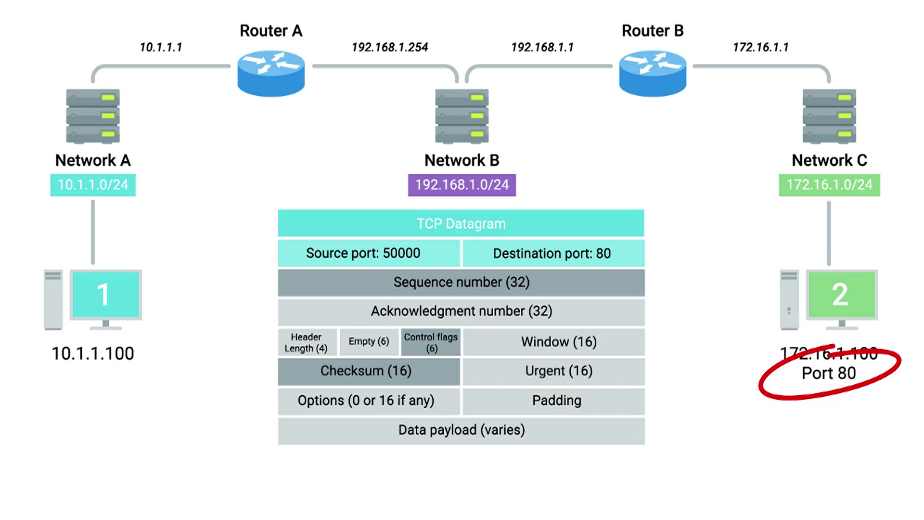 Router A
Router B
10.1.1.1
192.168.1.254
192.168.1.1
172.16.1.1
Network A
Network B
Network C
10.1.1.0/24
192.168.1.0/24
172.16.1.0/24
TCP Datagram
Source port: 50000
Destination port: 80
Sequence number (32)
Acknowledgment number (32)
Header
Length (4)
Empty (6)
Control flags
(6)
Window (16)
Checksum (16)
Urgent (16)
Options (0 or 16 if any)
Padding
Data payload (varies)
1
10.1.1.100
2
172.16.1.100
Port 80